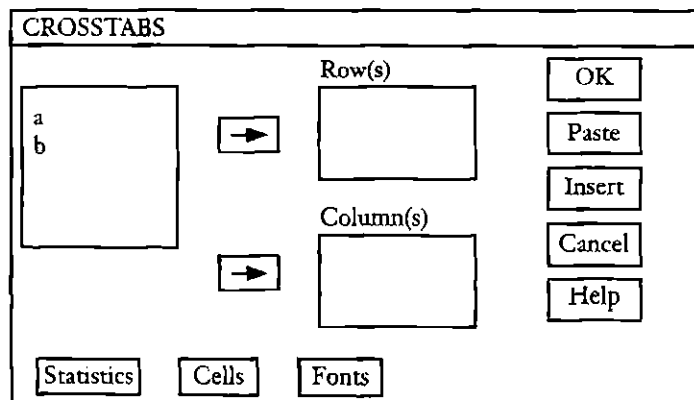 CROSSTABS
a
b
Row(s)
Column(s)
OK
Paste
Insert
Cancel
Help
Statistics
Cells
Fonts